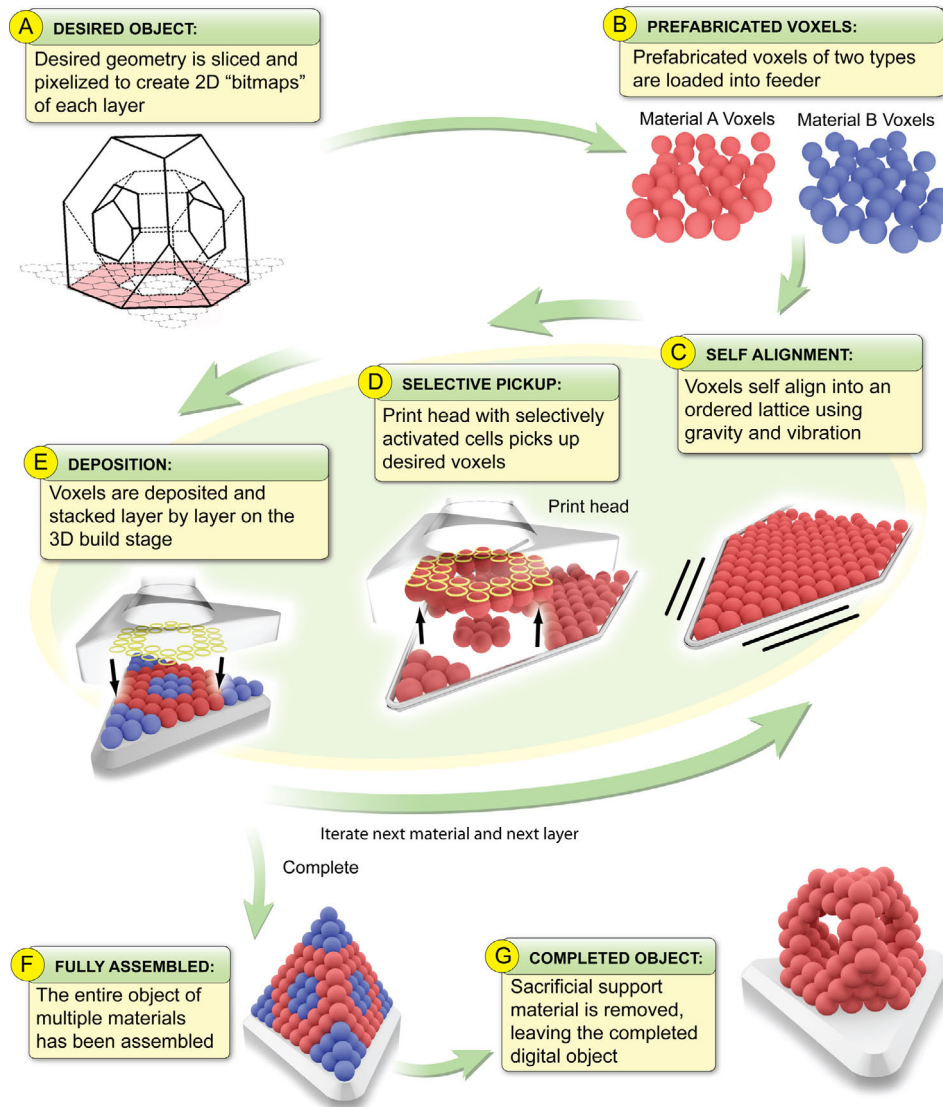 A
DESIRED OBJECT:
Desired geometry is sliced and
pixelized to create 2D “bitmaps”
of each layer
B
PREFABRICATED VOXELS:
Prefabricated voxels of two types
are loaded into feeder
Material A Voxels
Material B Voxels
C
SELF ALIGNMENT:
Voxels self align into an
ordered lattice using
gravity and vibration
D
SELECTIVE PICKUP:
Print head with selectively
activated cells picks up
desired voxels
Print head
E
DEPOSITION:
Voxels are deposited and
stacked layer by layer on the
3D build stage
Iterate next material and next layer
Complete
F
FULLY ASSEMBLED:
The entire object of
multiple materials
has been assembled
G
COMPLETED OBJECT:
Sacrificial support
material is removed,
leaving the completed
digital object